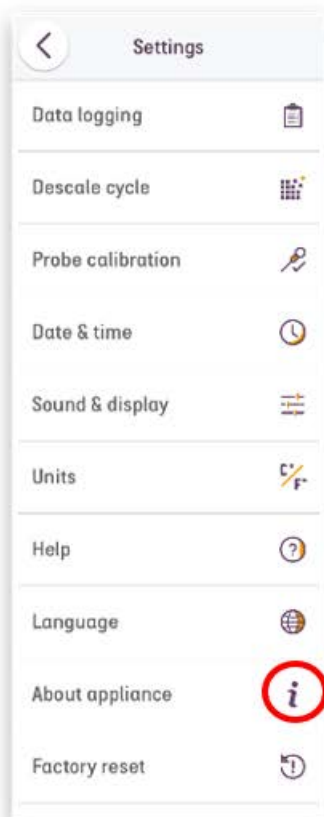 Settings
Data logging
Descale cycle
Probe calibration
Date & time
Sound & display
Units
C° F°
Help
?
Language
About appliance
i
Factory reset
!